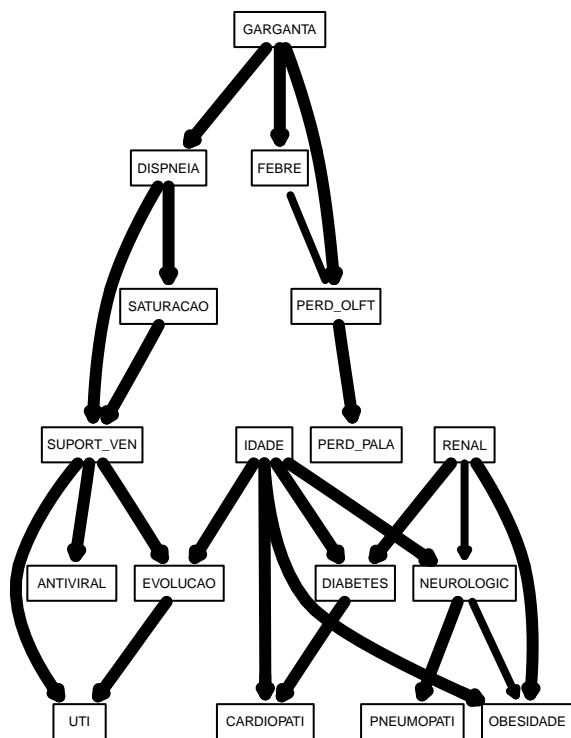 GARGANTA
DISPNEIA
FEBRE
SATURACAO
PERD_OLFT
SUPORT_VEN
IDADE
PERD_PALA
RENAL
ANTIVIRAL
EVOLUCAO
DIABETES
NEUROLOGIC
UTI
CARDIOPATI
PNEUMOPATI
OBESIDADE